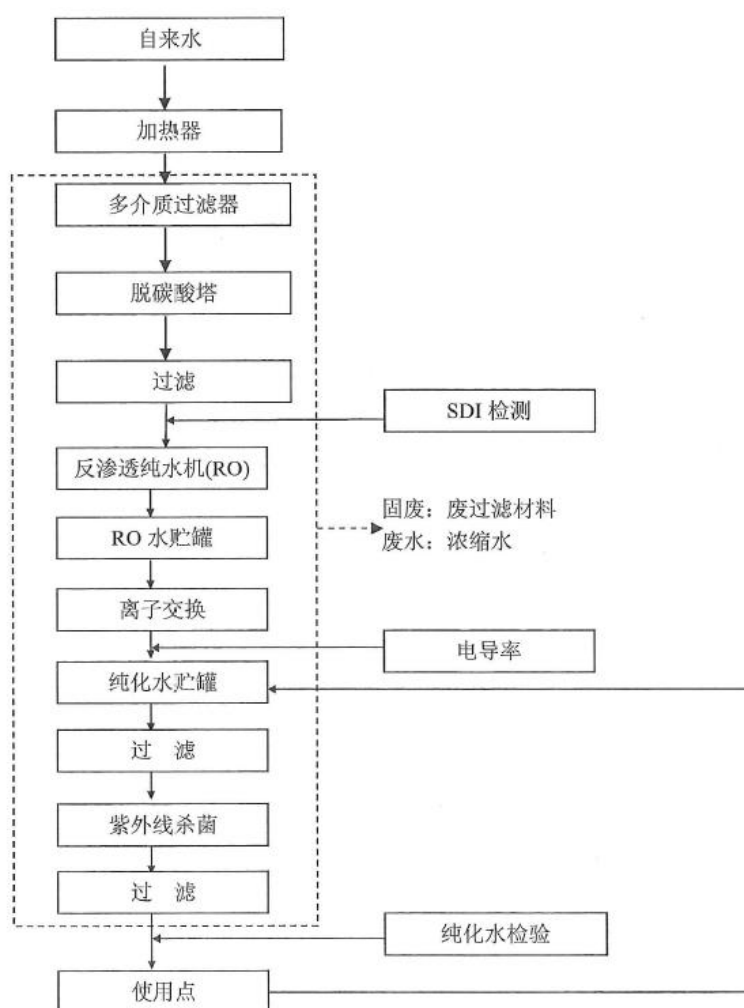 自来水
加热器
多介质过滤器
脱碳酸塔
过滤
SDI 检测
反渗透纯水机(RO)
固废：废过滤材料
RO 水贮罐
废水：浓缩水
离子交换
电导率
纯化水贮罐
过 滤
紫外线杀菌
过 滤
纯化水检验
使用点